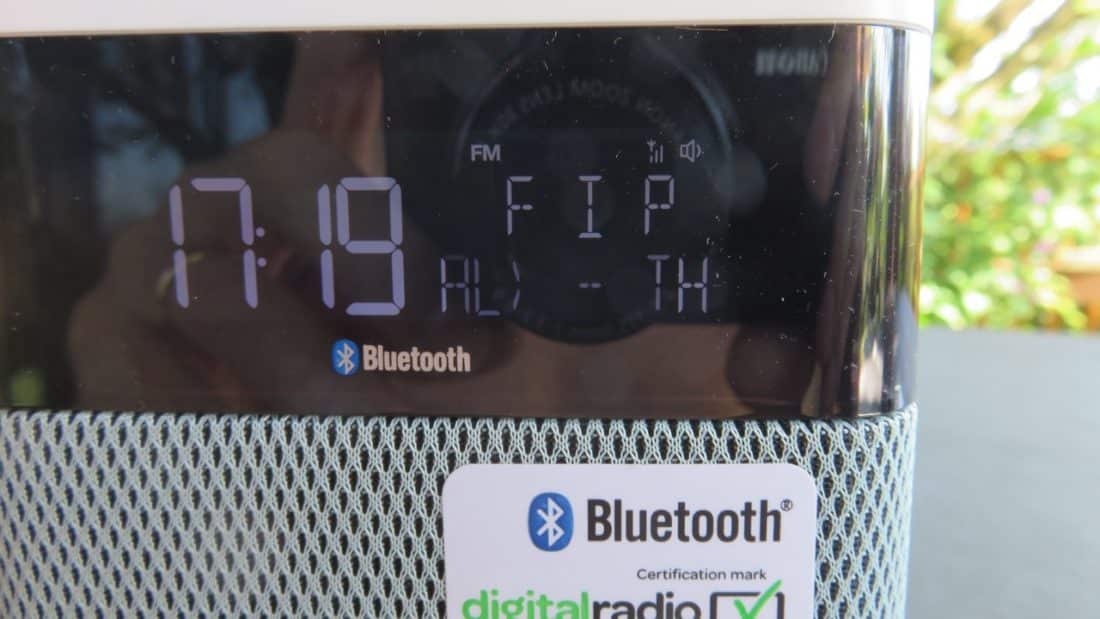 FM
17:19
FIP
AL) - TH
Bluetooth
Bluetooth®
Certification mark
digitalradio